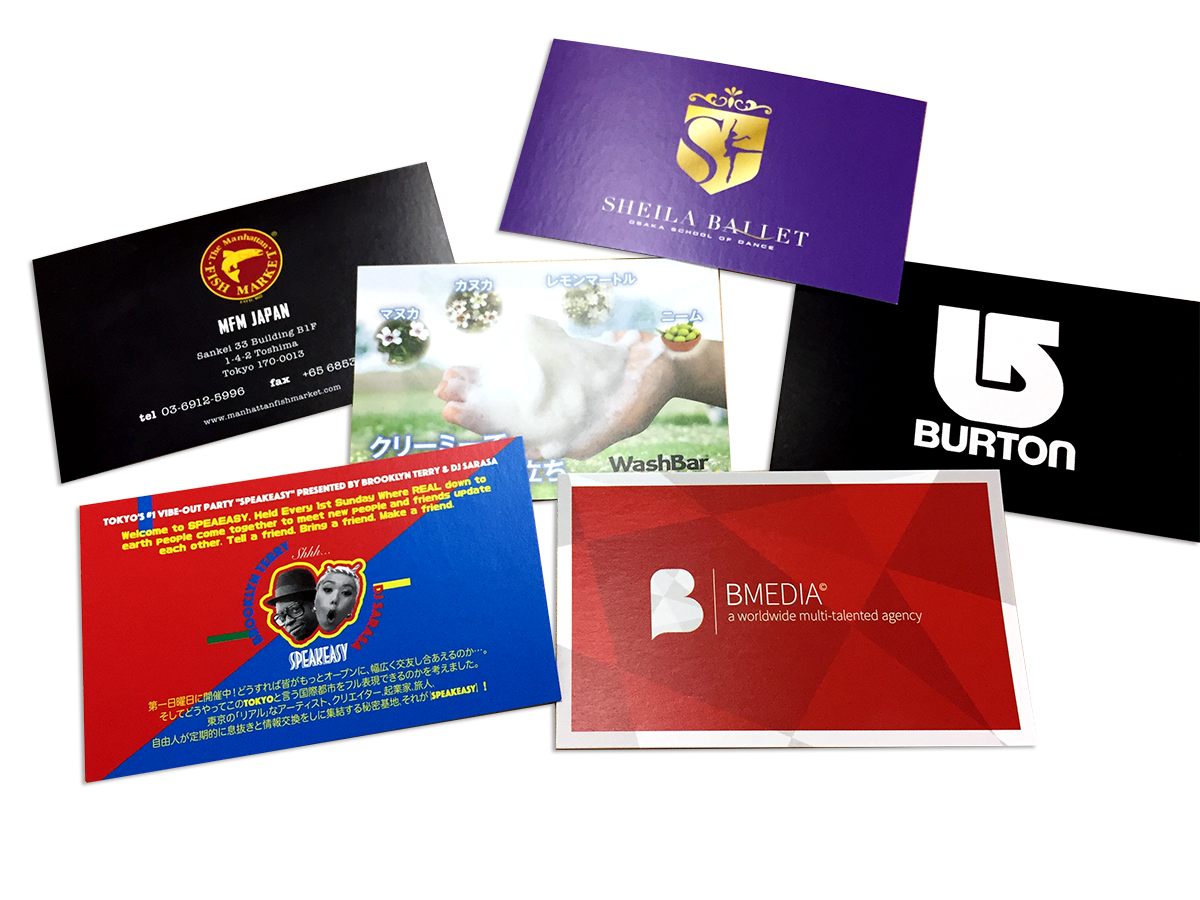 S
SHEILA BALLET
OSAKA SCHOOL OF DANCE
The Manhattan
FISH MARKET
®
MFM JAPAN
Sankei 33 Building B1F
1-4-2 Toshima
Tokyo 170-0013
tel 03-6912-5996 fax +65 6853
www.manhattanfishmarket.com
マヌカ
カヌカ
レモンマートル
ニーム
クリーミーで
立ち
WashBar
BURTON
TOKYO'S #1 VIBE-OUT PARTY "SPEAKEASY" PRESENTED BY BROOKLYN TERRY & DJ SARASA
Welcome to SPEAEASY. Held Every 1st Sunday Where REAL down to
earth people come together to meet new people and friends update
each other. Tell a friend. Bring a friend. Make a friend.
Shhh...
BROOKLYN TERRY
DJ SARASA
SPEAKEASY
第一日曜日に開催中!どうすれば皆がもっとオープンに、幅広く交友し合あえるのか…。
そしてどうやってこのTOKYOと言う国際都市をフル表現できるのかを考えました。
東京の「リアル」なアーティスト、クリエイター、起業家、旅人、
自由人が定期的に息抜きと情報交換をしに集結する秘密基地、それが[SPEAKEASY]!
B
BMEDIA©
a worldwide multi-talented agency